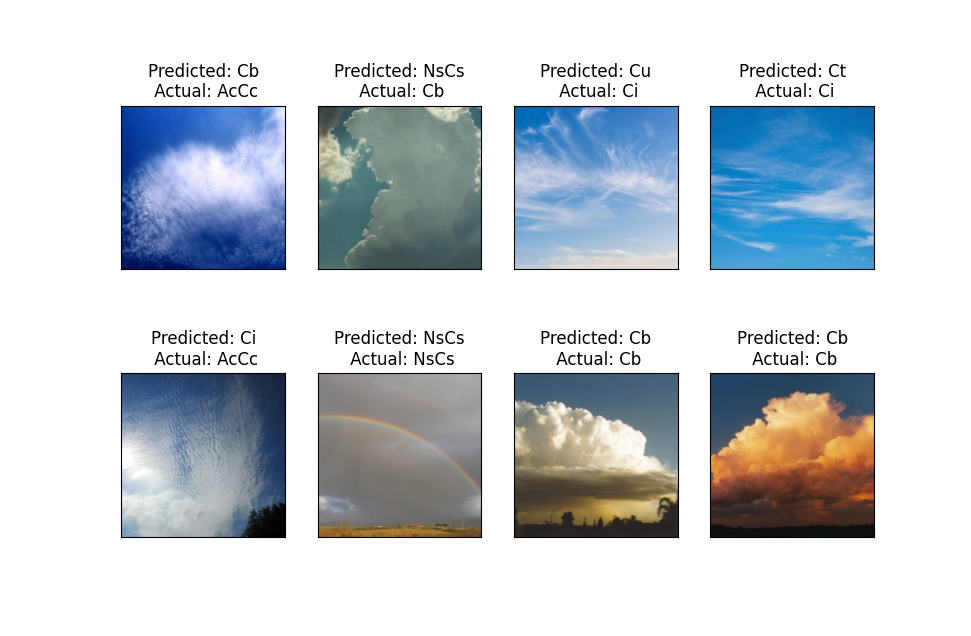 Predicted: Cb
Actual: AcCc
Predicted: NsCs
Actual: Cb
Predicted: Cu
Actual: Ci
Predicted: Ct
Actual: Ci
Predicted: Ci
Actual: AcCc
Predicted: NsCs
Actual: NsCs
Predicted: Cb
Actual: Cb
Predicted: Cb
Actual: Cb